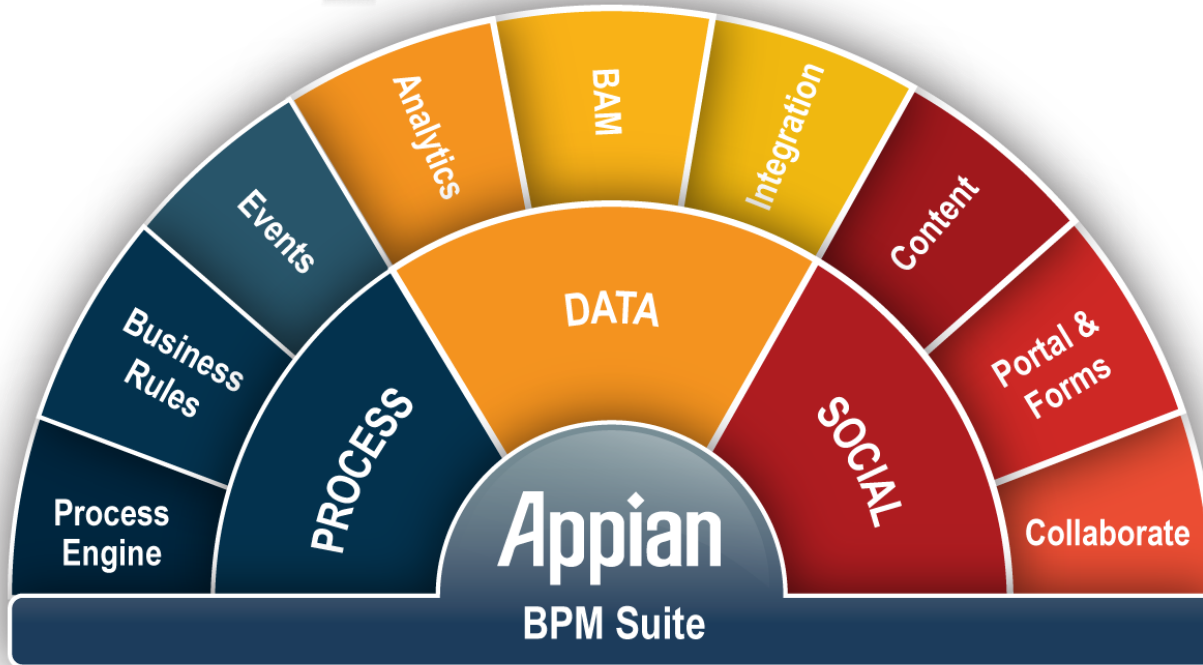 Process
Engine
Business
Rules
Events
Analytics
BAM
Integration
Content
Portal &
Forms
Collaborate
PROCESS
DATA
SOCIAL
Appian
BPM Suite